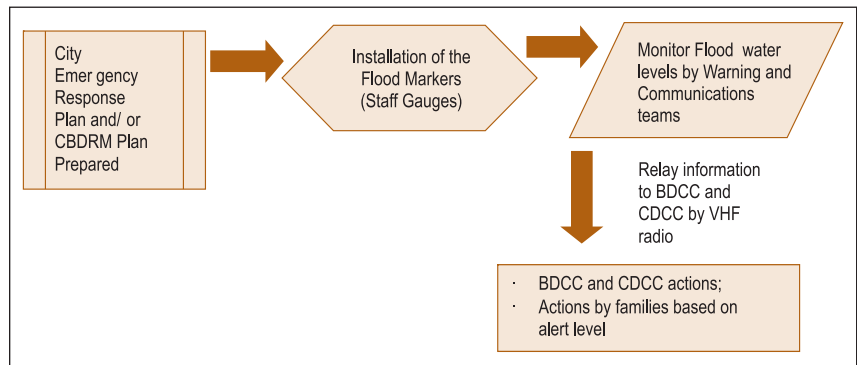 City
Emer gency
Response
Plan and/ or
CBDRM Plan
Prepared
Installation of the
Flood Markers
(Staff Gauges)
Monitor Flood water
levels by Warning and
Communications
teams
Relay information
to BDCC and
CDCC by VHF
radio
· BDCC and CDCC actions;
· Actions by families based on
alert level